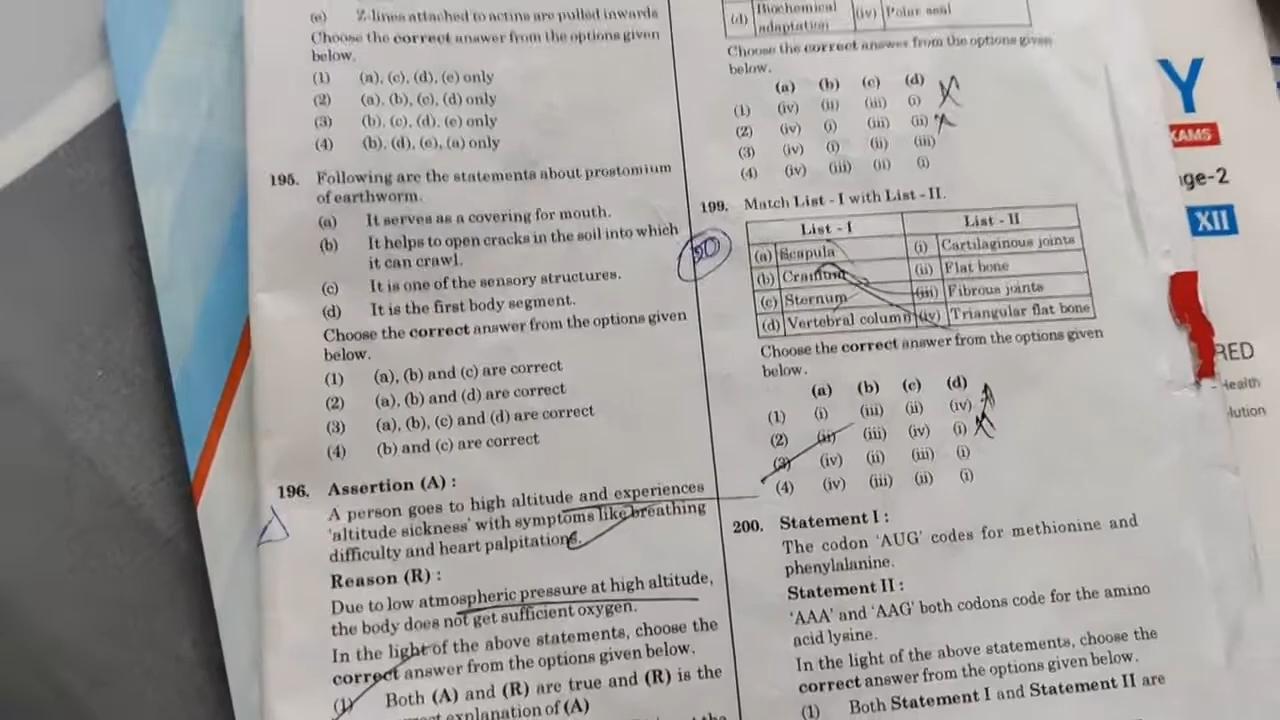 (e) Z-lines attached to actins are pulled inwards
Choose the correct answer from the options given
below.
(1) (a), (c), (d), (e) only
(2) (a), (b), (c), (d) only
(3) (b), (c), (d), (e) only
(4) (b), (d), (e), (a) only
195. Following are the statements about prostomium
of earthworm.
(a) It serves as a covering for mouth.
(b) It helps to open cracks in the soil into which
it can crawl.
(c) It is one of the sensory structures.
(d) It is the first body segment.
Choose the correct answer from the options given
below.
(1) (a), (b) and (c) are correct
(2) (a), (b) and (d) are correct
(3) (a), (b), (c) and (d) are correct
(4) (b) and (c) are correct
196. Assertion (A) :
A person goes to high altitude and experiences
'altitude sickness' with symptoms like breathing
difficulty and heart palpitations.
Reason (R) :
Due to low atmospheric pressure at high altitude,
the body does not get sufficient oxygen.
In the light of the above statements, choose the
correct answer from the options given below.
(1) Both (A) and (R) are true and (R) is the
explanation of (A)
(d) Biochemical adaptation (iv) Polar seal
Choose the correct answer from the options given
below.
(a) (b) (c) (d)
(1) (iv) (ii) (iii) (i)
(2) (iv) (i) (iii) (ii)
(3) (iv) (i) (ii) (iii)
(4) (iv) (iii) (ii) (i)
199. Match List - I with List - II.
List - I List - II
(a) Scapula (i) Cartilaginous joints
(b) Cranium (ii) Flat bone
(c) Sternum (iii) Fibrous joints
(d) Vertebral column (iv) Triangular flat bone
Choose the correct answer from the options given
below.
(a) (b) (c) (d)
(1) (i) (iii) (ii) (iv)
(2) (ii) (iii) (iv) (i)
(3) (iv) (ii) (iii) (i)
(4) (iv) (iii) (ii) (i)
200. Statement I :
The codon 'AUG' codes for methionine and
phenylalanine.
Statement II :
'AAA' and 'AAG' both codons code for the amino
acid lysine.
In the light of the above statements, choose the
correct answer from the options given below.
(1) Both Statement I and Statement II are
Y
XAMS
ge-2
XII
RED
Health
lution